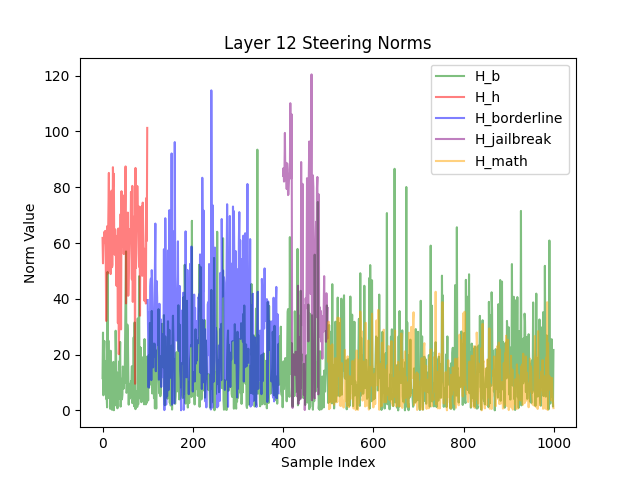 Layer 12 Steering Norms
120
100
80
60
40
20
0
Norm Value
H_b
H_h
H_borderline
H_jailbreak
H_math
0
200
400
600
800
1000
Sample Index